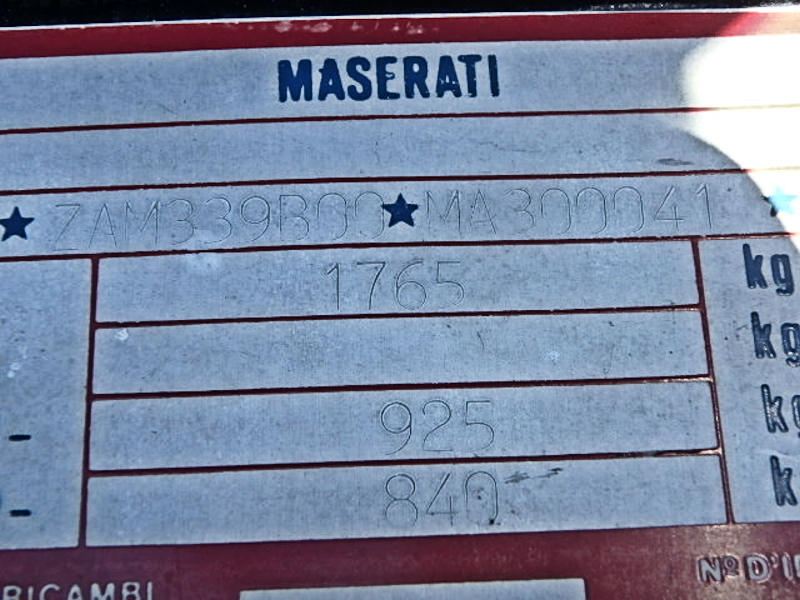 MASERATI
★ ZAM339B00★MA300041 ★
1765 kg
kg
- 925 kg
- 840 k
RICAMBI Nº D'I